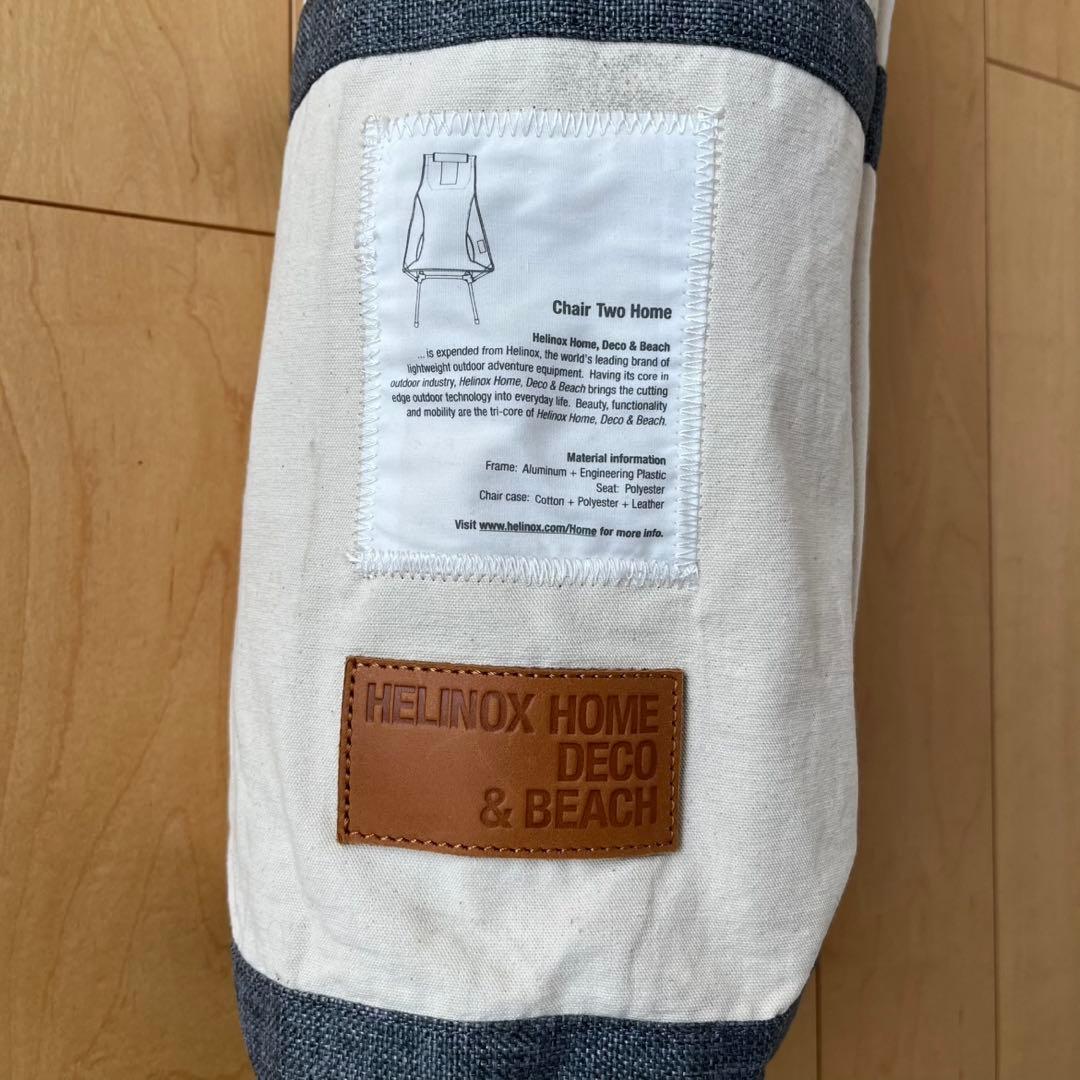 Chair Two Home
Helinox Home, Deco & Beach
... is expended from Helinox, the world's leading brand of
lightweight outdoor adventure equipment. Having its core in
outdoor industry, Helinox Home, Deco & Beach brings the cutting
edge outdoor technology into everyday life. Beauty, functionality
and mobility are the tri-core of Helinox Home, Deco & Beach.
Material information
Frame: Aluminum + Engineering Plastic
Seat: Polyester
Chair case: Cotton + Polyester + Leather
Visit www.helinox.com/Home for more info.
HELINOX HOME
DECO
& BEACH